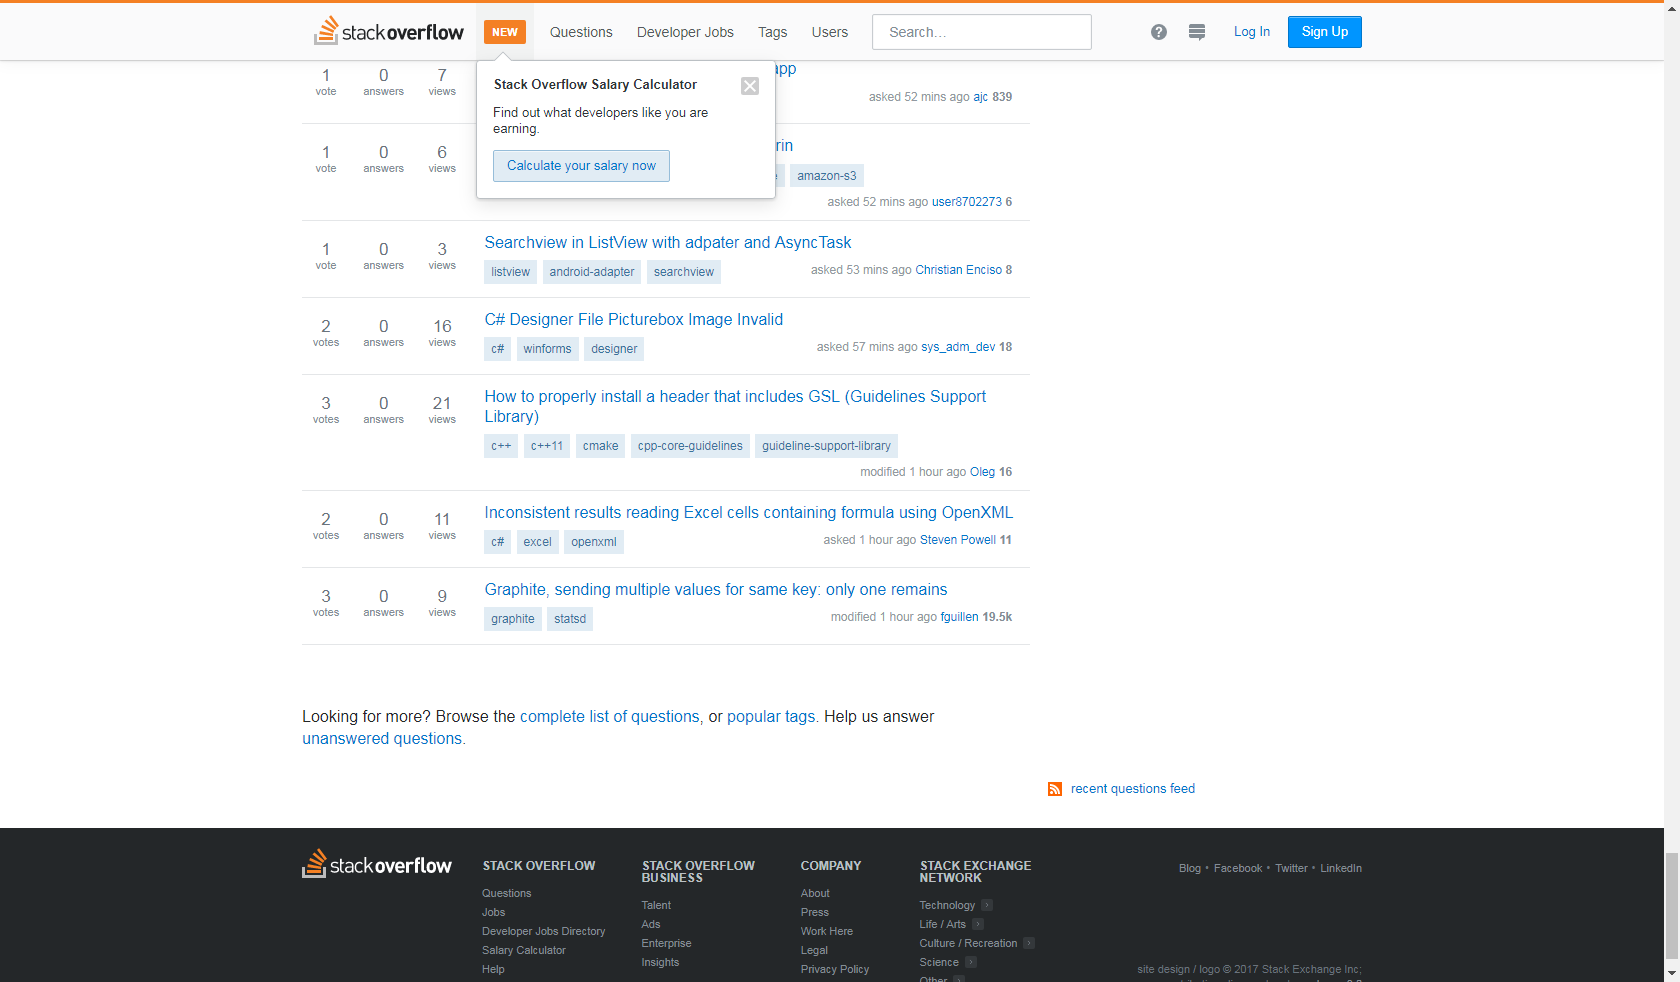 stackoverflow NEW Questions Developer Jobs Tags Users Search... ? Log In Sign Up
1 vote 0 answers 7 views
app
asked 52 mins ago ajc 839
Stack Overflow Salary Calculator
Find out what developers like you are
earning.
Calculate your salary now
1 vote 0 answers 6 views
rin
amazon-s3
asked 52 mins ago user8702273 6
1 vote 0 answers 3 views
Searchview in ListView with adpater and AsyncTask
listview android-adapter searchview
asked 53 mins ago Christian Enciso 8
2 votes 0 answers 16 views
C# Designer File Picturebox Image Invalid
c# winforms designer
asked 57 mins ago sys_adm_dev 18
3 votes 0 answers 21 views
How to properly install a header that includes GSL (Guidelines Support
Library)
c++ c++11 cmake cpp-core-guidelines guideline-support-library
modified 1 hour ago Oleg 16
2 votes 0 answers 11 views
Inconsistent results reading Excel cells containing formula using OpenXML
c# excel openxml
asked 1 hour ago Steven Powell 11
3 votes 0 answers 9 views
Graphite, sending multiple values for same key: only one remains
graphite statsd
modified 1 hour ago fguillen 19.5k
Looking for more? Browse the complete list of questions, or popular tags. Help us answer
unanswered questions.
recent questions feed
stackoverflow
STACK OVERFLOW
Questions
Jobs
Developer Jobs Directory
Salary Calculator
Help
STACK OVERFLOW
BUSINESS
Talent
Ads
Enterprise
Insights
COMPANY
About
Press
Work Here
Legal
Privacy Policy
STACK EXCHANGE
NETWORK
Technology
Life / Arts
Culture / Recreation
Science
Other
Blog • Facebook • Twitter • LinkedIn
site design / logo © 2017 Stack Exchange Inc;